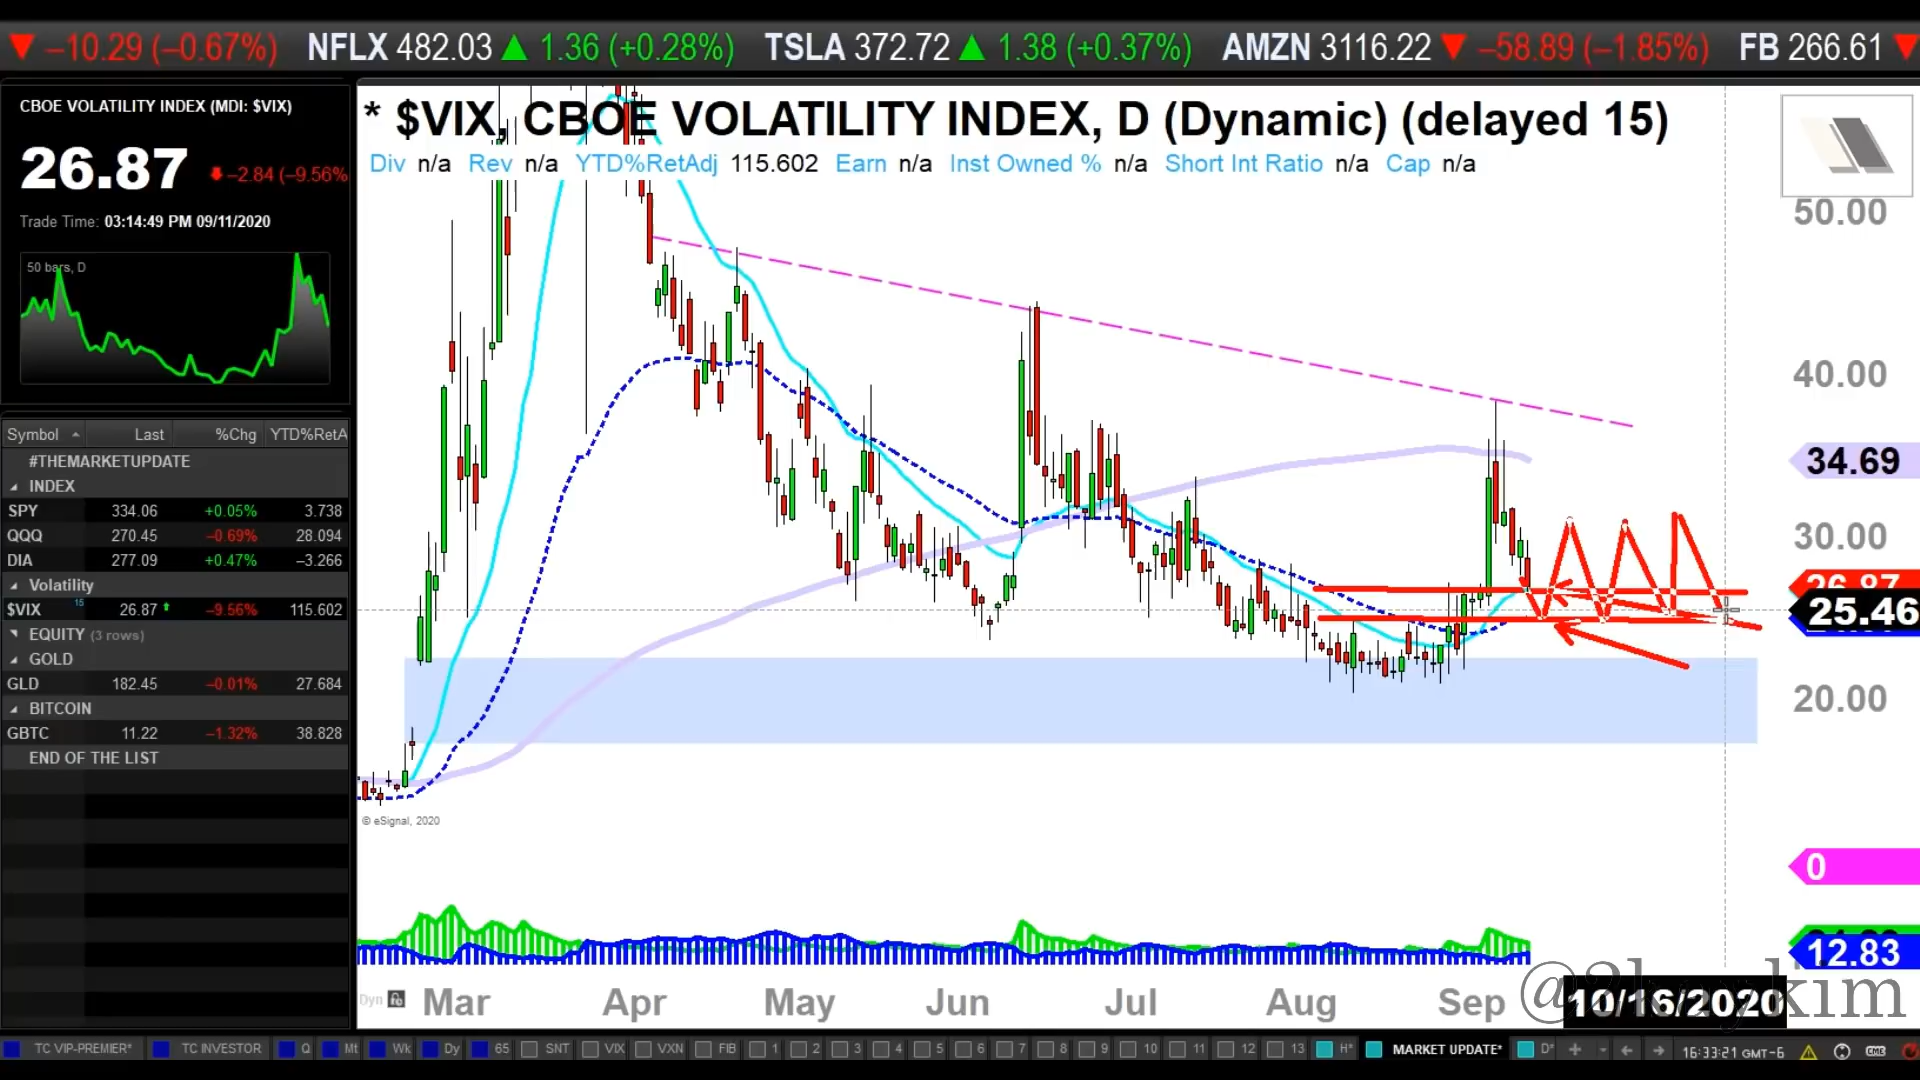 –10.29 (–0.67%) NFLX 482.03 1.36 (+0.28%) TSLA 372.72 1.38 (+0.37%) AMZN 3116.22 –58.89 (–1.85%) FB 266.61
CBOE VOLATILITY INDEX (MDI: $VIX)
26.87 –2.84 (–9.56%
Trade Time: 03:14:49 PM 09/11/2020
50 bars, D
Symbol Last %Chg YTD%RetA
#THEMARKETUPDATE
INDEX
SPY 334.06 +0.05% 3.738
QQQ 270.45 –0.69% 28.094
DIA 277.09 +0.47% –3.266
Volatility
$VIX 15 26.87 –9.56% 115.602
EQUITY (3 rows)
GOLD
GLD 182.45 –0.01% 27.684
BITCOIN
GBTC 11.22 –1.32% 38.828
END OF THE LIST
* $VIX, CBOE VOLATILITY INDEX, D (Dynamic) (delayed 15)
Div n/a Rev n/a YTD%RetAdj 115.602 Earn n/a Inst Owned % n/a Short Int Ratio n/a Cap n/a
50.00
40.00
34.69
30.00
26.87
25.46
20.00
0
12.83
© eSignal, 2020
Dyn Mar Apr May Jun Jul Aug Sep 10/16/2020
TC VIP-PREMIER* TC INVESTOR Q Mt Wk Dy 65 SNT VIX VXN FIB 1 2 3 4 5 6 7 8 9 10 11 12 13 H* MARKET UPDATE* D* 16:33:21 GMT-6 CME